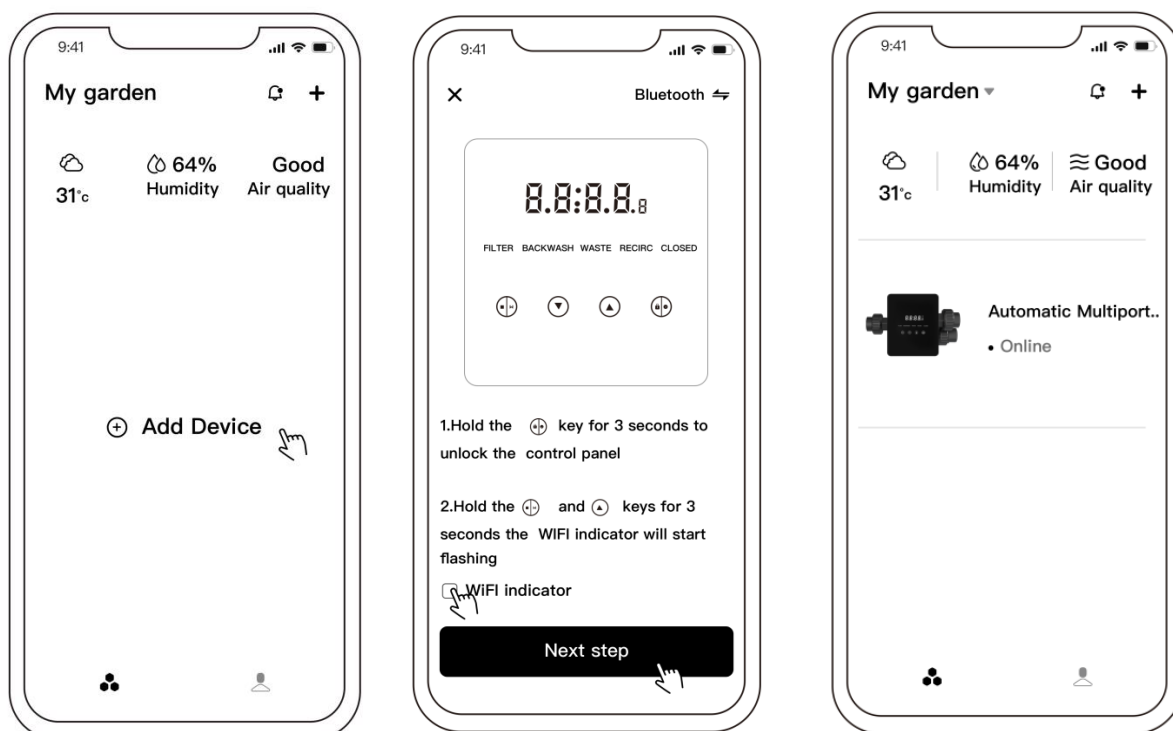 9:41
My garden
31°c
64%
Humidity
Good
Air quality
Add Device
9:41
Bluetooth
8.8:8.8.8
FILTER BACKWASH WASTE RECIRC CLOSED
1.Hold the key for 3 seconds to
unlock the control panel
2.Hold the and keys for 3
seconds the WIFI indicator will start
flashing
WiFI indicator
Next step
9:41
My garden
31°c
64%
Humidity
Good
Air quality
Automatic Multiport..
• Online